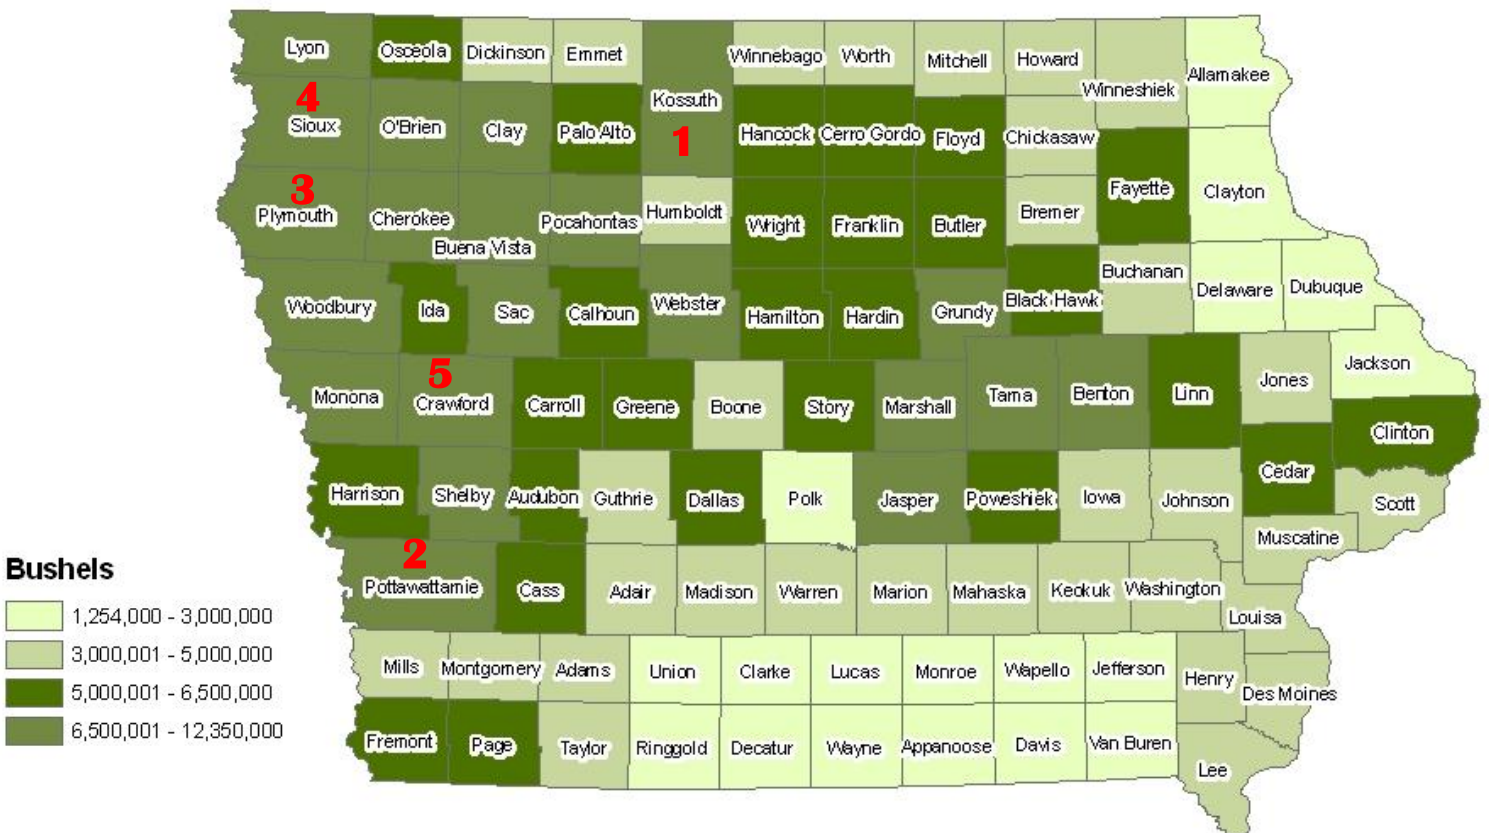 Lyon Osceola Dickinson Emmet Winnebago Worth Mitchell Howard Allamakee
Winneshiek
4 Kossuth
Sioux O'Brien Clay Palo Alto 1 Hancock Cerro Gordo Floyd Chickasaw
3 Fayette Clayton
Plymouth Cherokee Pocahontas Humboldt Wright Franklin Butler Bremer
Buena Vista
Buchanan
Woodbury Ida Sac Calhoun Webster Hamilton Hardin Grundy Black Hawk Delaware Dubuque
5 Jackson
Monona Crawford Carroll Greene Boone Story Marshall Tama Benton Linn Jones
Clinton
Harrison Shelby Audubon Guthrie Dallas Polk Jasper Poweshiek Iowa Johnson Cedar Scott
2 Muscatine
Pottawattamie Cass Adair Madison Warren Marion Mahaska Keokuk Washington
Louisa
Mills Montgomery Adams Union Clarke Lucas Monroe Wapello Jefferson Henry Des Moines
Fremont Page Taylor Ringgold Decatur Wayne Appanoose Davis Van Buren
Lee
Bushels
1,254,000 - 3,000,000
3,000,001 - 5,000,000
5,000,001 - 6,500,000
6,500,001 - 12,350,000